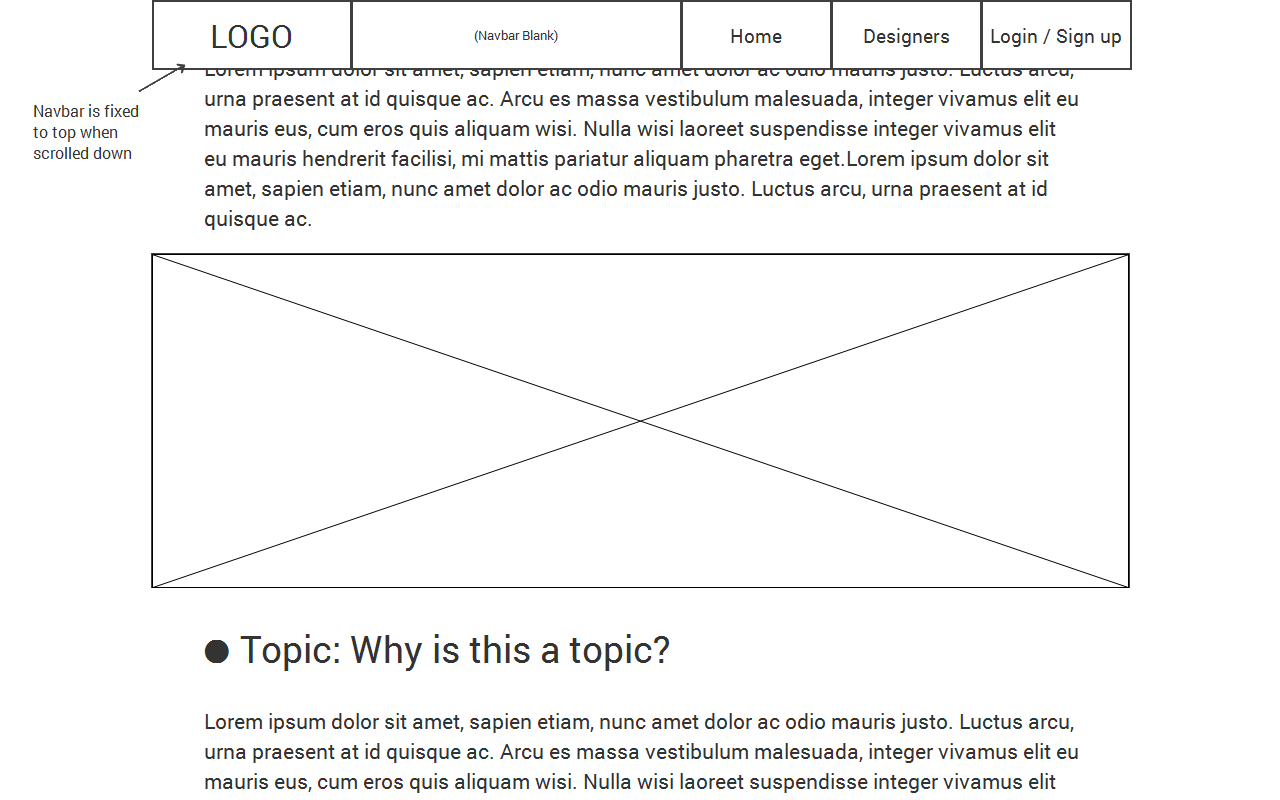 LOGO
(Navbar Blank)
Home
Designers
Login / Sign up
Navbar is fixed
to top when
scrolled down
Lorem ipsum dolor sit amet, sapien etiam, nunc amet dolor ac odio mauris justo. Luctus arcu,
urna praesent at id quisque ac. Arcu es massa vestibulum malesuada, integer vivamus elit eu
mauris eus, cum eros quis aliquam wisi. Nulla wisi laoreet suspendisse integer vivamus elit
eu mauris hendrerit facilisi, mi mattis pariatur aliquam pharetra eget.Lorem ipsum dolor sit
amet, sapien etiam, nunc amet dolor ac odio mauris justo. Luctus arcu, urna praesent at id
quisque ac.
Topic: Why is this a topic?
Lorem ipsum dolor sit amet, sapien etiam, nunc amet dolor ac odio mauris justo. Luctus arcu,
urna praesent at id quisque ac. Arcu es massa vestibulum malesuada, integer vivamus elit eu
mauris eus, cum eros quis aliquam wisi. Nulla wisi laoreet suspendisse integer vivamus elit